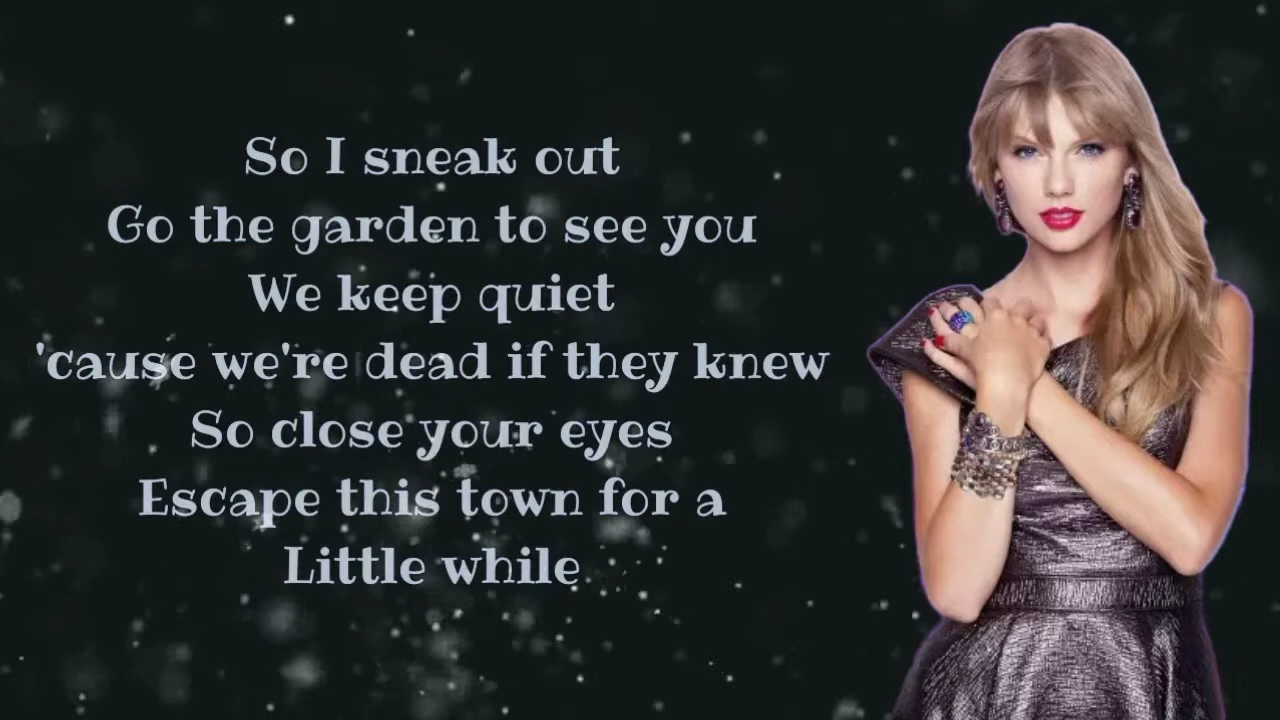 So I sneak out
Go the garden to see you
We keep quiet
'cause we're dead if they knew
So close your eyes
Escape this town for a
Little while